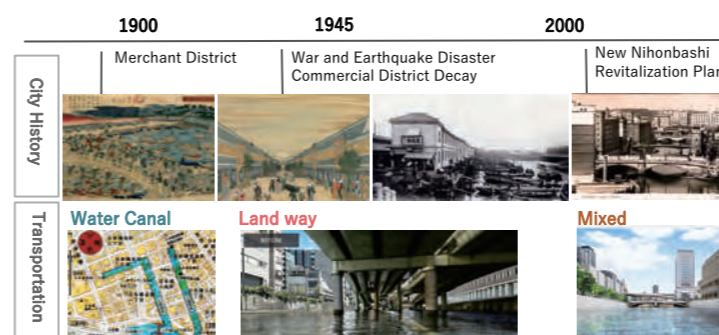 1900 1945 2000
Merchant District
War and Earthquake Disaster
Commercial District Decay
New Nihonbashi
Revitalization Plan
City History
Transportation
Water Canal
Land way
Mixed